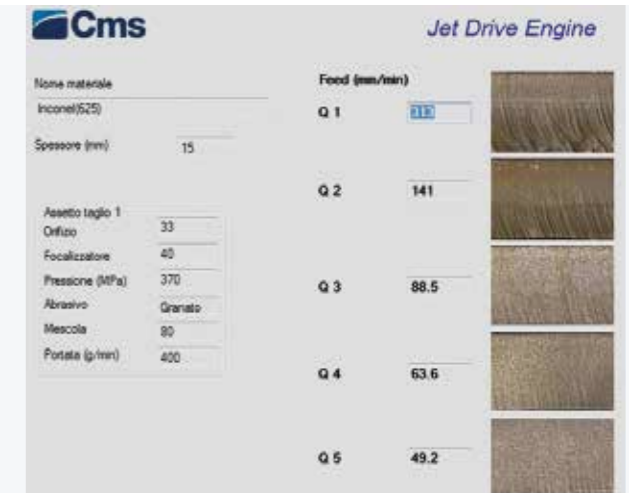 Cms
Jet Drive Engine
Nome materiale
Inconel(625)
Spessore (mm) 15
Assetto taglio 1
Orifizio 33
Focalizzatore 40
Pressione (MPa) 370
Abrasivo Granato
Mescola 80
Portata (g/min) 400
Feed (mm/min)
Q 1
Q 2 141
Q 3 88.5
Q 4 63.6
Q 5 49.2